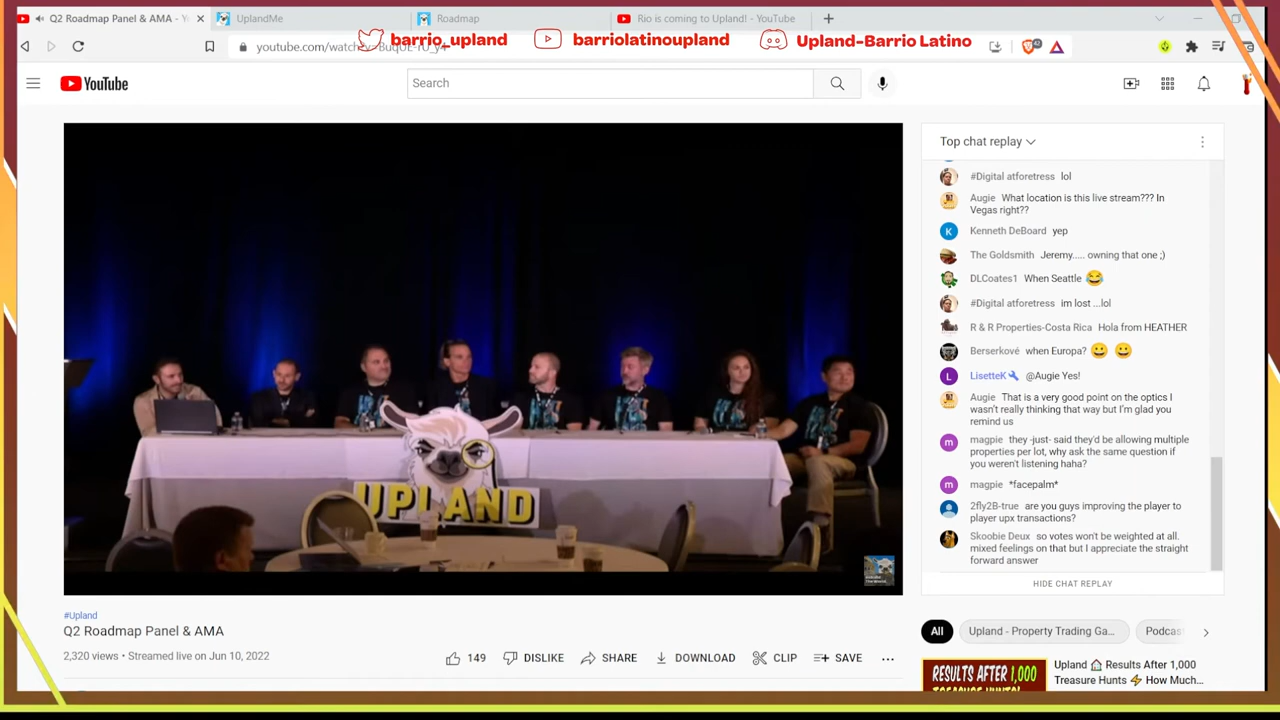 Q2 Roadmap Panel & AMA - Y
UplandMe
Roadmap
Rio is coming to Upland! - YouTube
barrio_upland
barriolatinoupland
Upland-Barrio Latino
YouTube
Search
Top chat replay
#Digital atforetress lol
Augie What location is this live stream??? In
Vegas right??
Kenneth DeBoard yep
The Goldsmith Jeremy..... owning that one ;)
DLCoates1 When Seattle 😂
#Digital atforetress im lost ...lol
R & R Properties-Costa Rica Hola from HEATHER
Berserkové when Europa? 😀 😀
LisetteK @Augie Yes!
Augie That is a very good point on the optics I
wasn't really thinking that way but I'm glad you
remind us
magpie they -just- said they'd be allowing multiple
properties per lot, why ask the same question if
you weren't listening haha?
magpie *facepalm*
2fly2B-true are you guys improving the player to
player upx transactions?
Skoobie Deux so votes won't be weighted at all.
mixed feelings on that but I appreciate the straight
forward answer
HIDE CHAT REPLAY
UPLAND
#Upland
Q2 Roadmap Panel & AMA
2,320 views • Streamed live on Jun 10, 2022
149
DISLIKE
SHARE
DOWNLOAD
CLIP
SAVE
All
Upland - Property Trading Ga...
Podcas
RESULTS AFTER 1,000
TREASURE HUNTS!
Upland 🏠 Results After 1,000
Treasure Hunts ⚡ How Much...